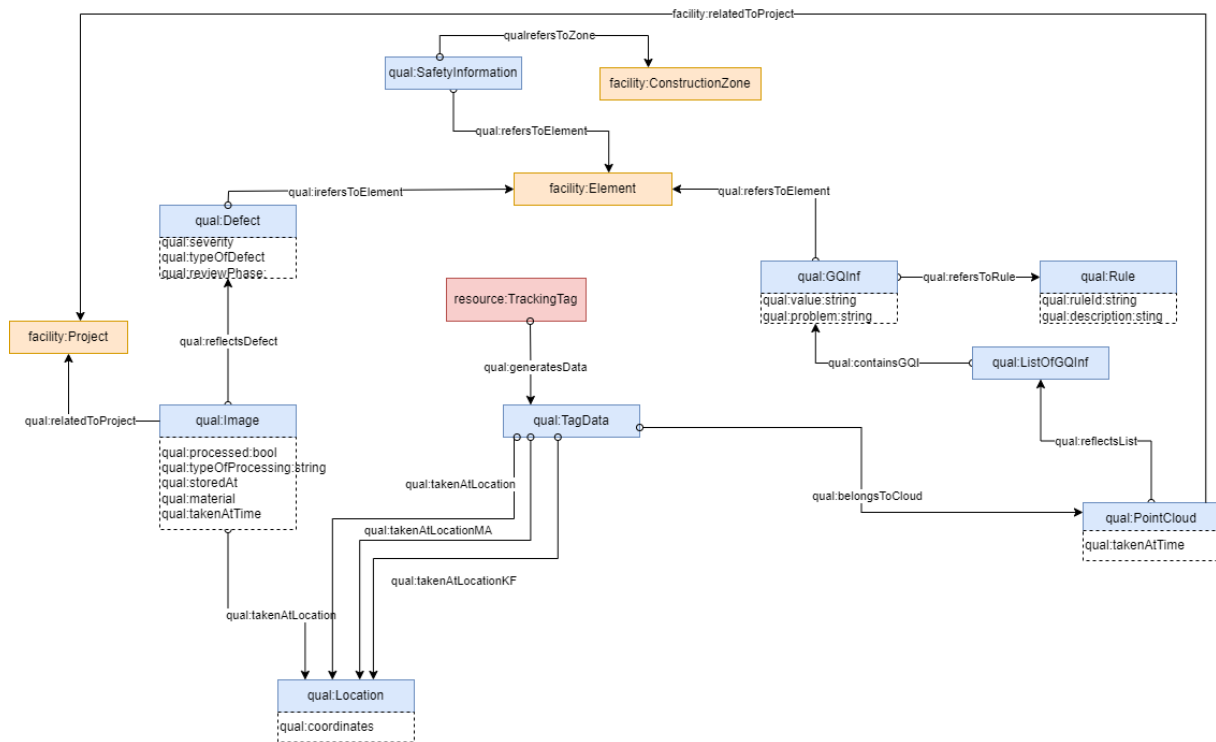 facility:relatedToProject
qualrefersToZone
qual:SafetyInformation
facility:ConstructionZone
qual:refersToElement
qual:irefersToElement
facility:Element
qual:refersToElement
qual:Defect
qual:severity
qual:typeOfDefect
qual:reviewPhase:
qual:GQInf
qual:value:string
qual:problem:string
qual:refersToRule
qual:Rule
qual:ruleId:string
qual:description:sting
resource:TrackingTag
facility:Project
qual:reflectsDefect
qual:generatesData
qual:containsGQI
qual:ListOfGQInf
qual:relatedToProject
qual:Image
qual:processed:bool
qual:typeOfProcessing:string
qual:storedAt
qual:material
qual:takenAtTime
qual:TagData
qual:reflectsList
qual:takenAtLocation
qual:belongsToCloud
qual:PointCloud
qual:takenAtTime
qual:takenAtLocationMA
qual:takenAtLocationKF
qual:takenAtLocation
qual:Location
qual:coordinates